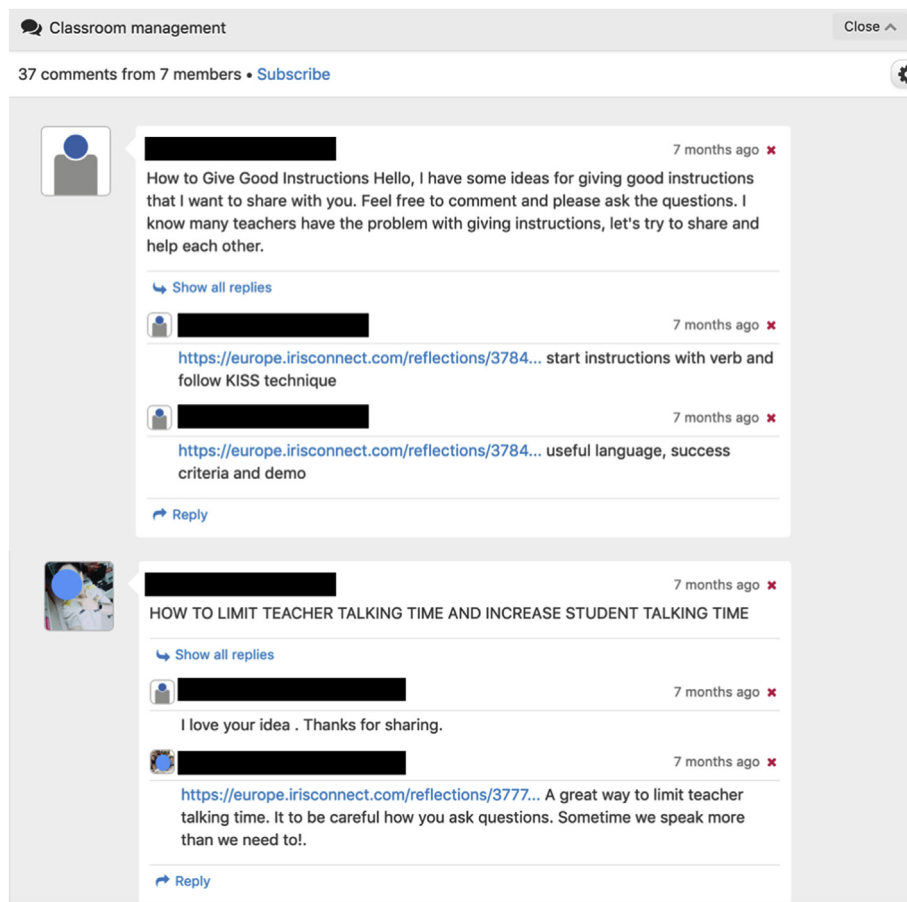 Classroom management
Close
37 comments from 7 members • Subscribe
7 months ago ×
How to Give Good Instructions Hello, I have some ideas for giving good instructions
that I want to share with you. Feel free to comment and please ask the questions. I
know many teachers have the problem with giving instructions, let's try to share and
help each other.
Show all replies
7 months ago ×
https://europe.irisconnect.com/reflections/3784... start instructions with verb and
follow KISS technique
7 months ago ×
https://europe.irisconnect.com/reflections/3784... useful language, success
criteria and demo
Reply
7 months ago ×
HOW TO LIMIT TEACHER TALKING TIME AND INCREASE STUDENT TALKING TIME
Show all replies
7 months ago ×
I love your idea . Thanks for sharing.
7 months ago ×
https://europe.irisconnect.com/reflections/3777... A great way to limit teacher
talking time. It to be careful how you ask questions. Sometime we speak more
than we need to!.
Reply